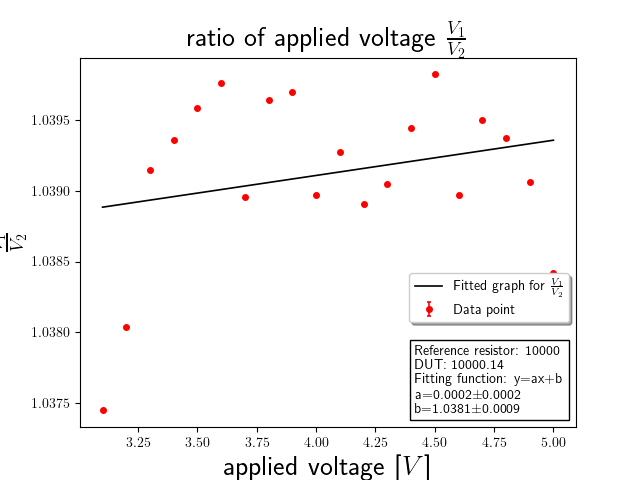 ratio of applied voltage V₁/V₂
1.0395
1.0390
1.0385
1.0380
1.0375
V₁/V₂
Fitted graph for V₁/V₂
Data point
Reference resistor: 10000
DUT: 10000.14
Fitting function: y=ax+b
a=0.0002±0.0002
b=1.0381±0.0009
3.25 3.50 3.75 4.00 4.25 4.50 4.75 5.00
applied voltage [V]